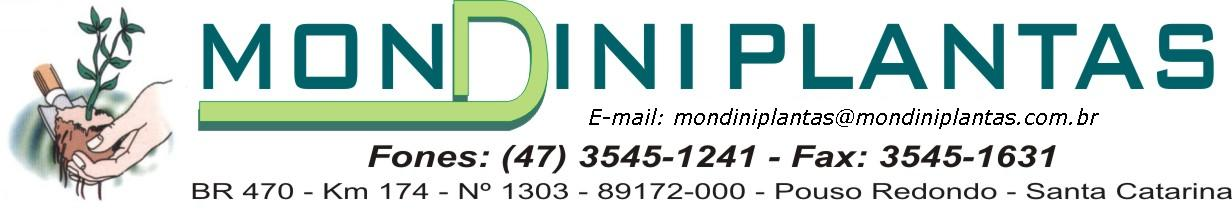 MONDINI PLANTAS
E-mail: mondiniplantas@mondiniplantas.com.br
Fones: (47) 3545-1241 - Fax: 3545-1631
BR 470 - Km 174 - Nº 1303 - 89172-000 - Pouso Redondo - Santa Catarina